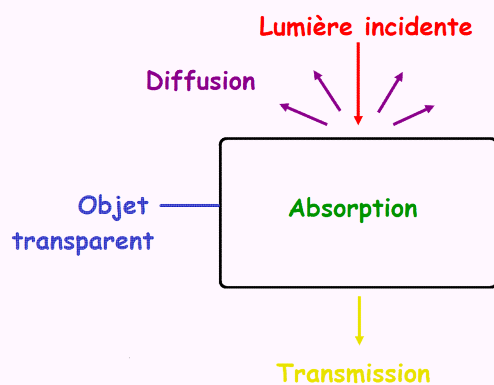 Lumière incidente
Diffusion
Objet
transparent
Absorption
Transmission